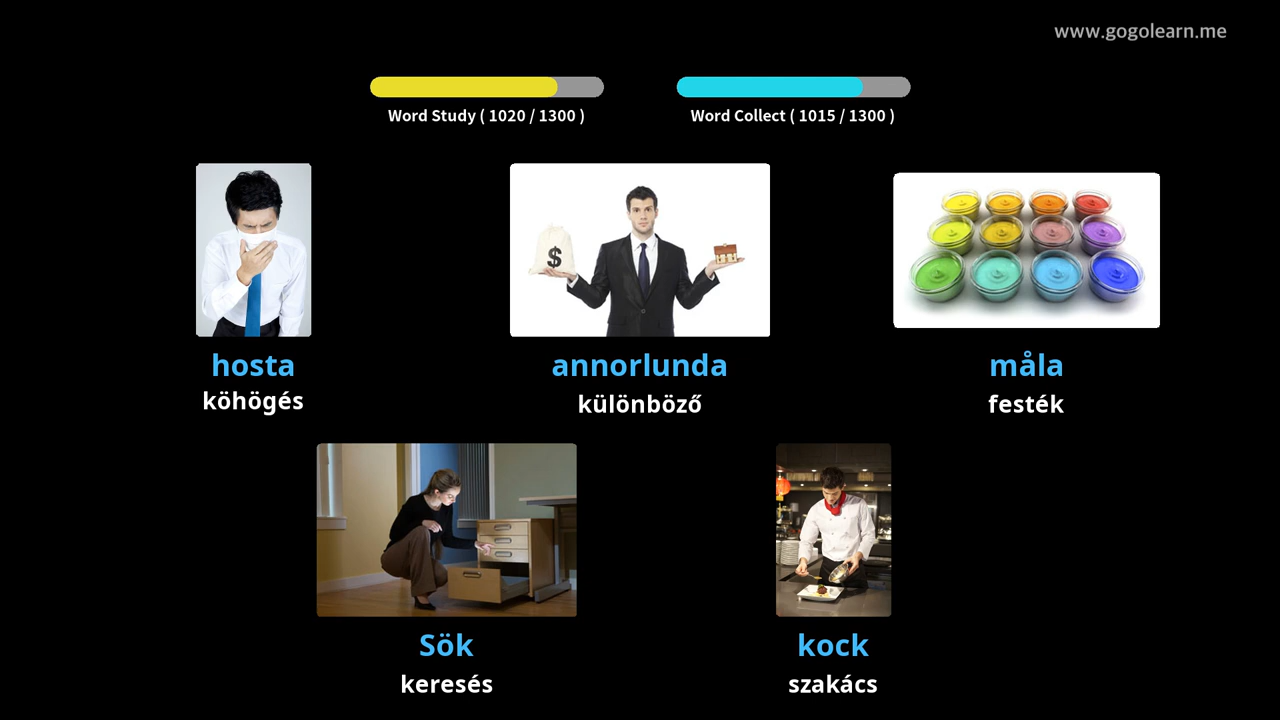 www.gogolearn.me
Word Study ( 1020 / 1300 )
Word Collect ( 1015 / 1300 )
hosta
köhögés
annorlunda
különböző
måla
festék
Sök
keresés
kock
szakács
$